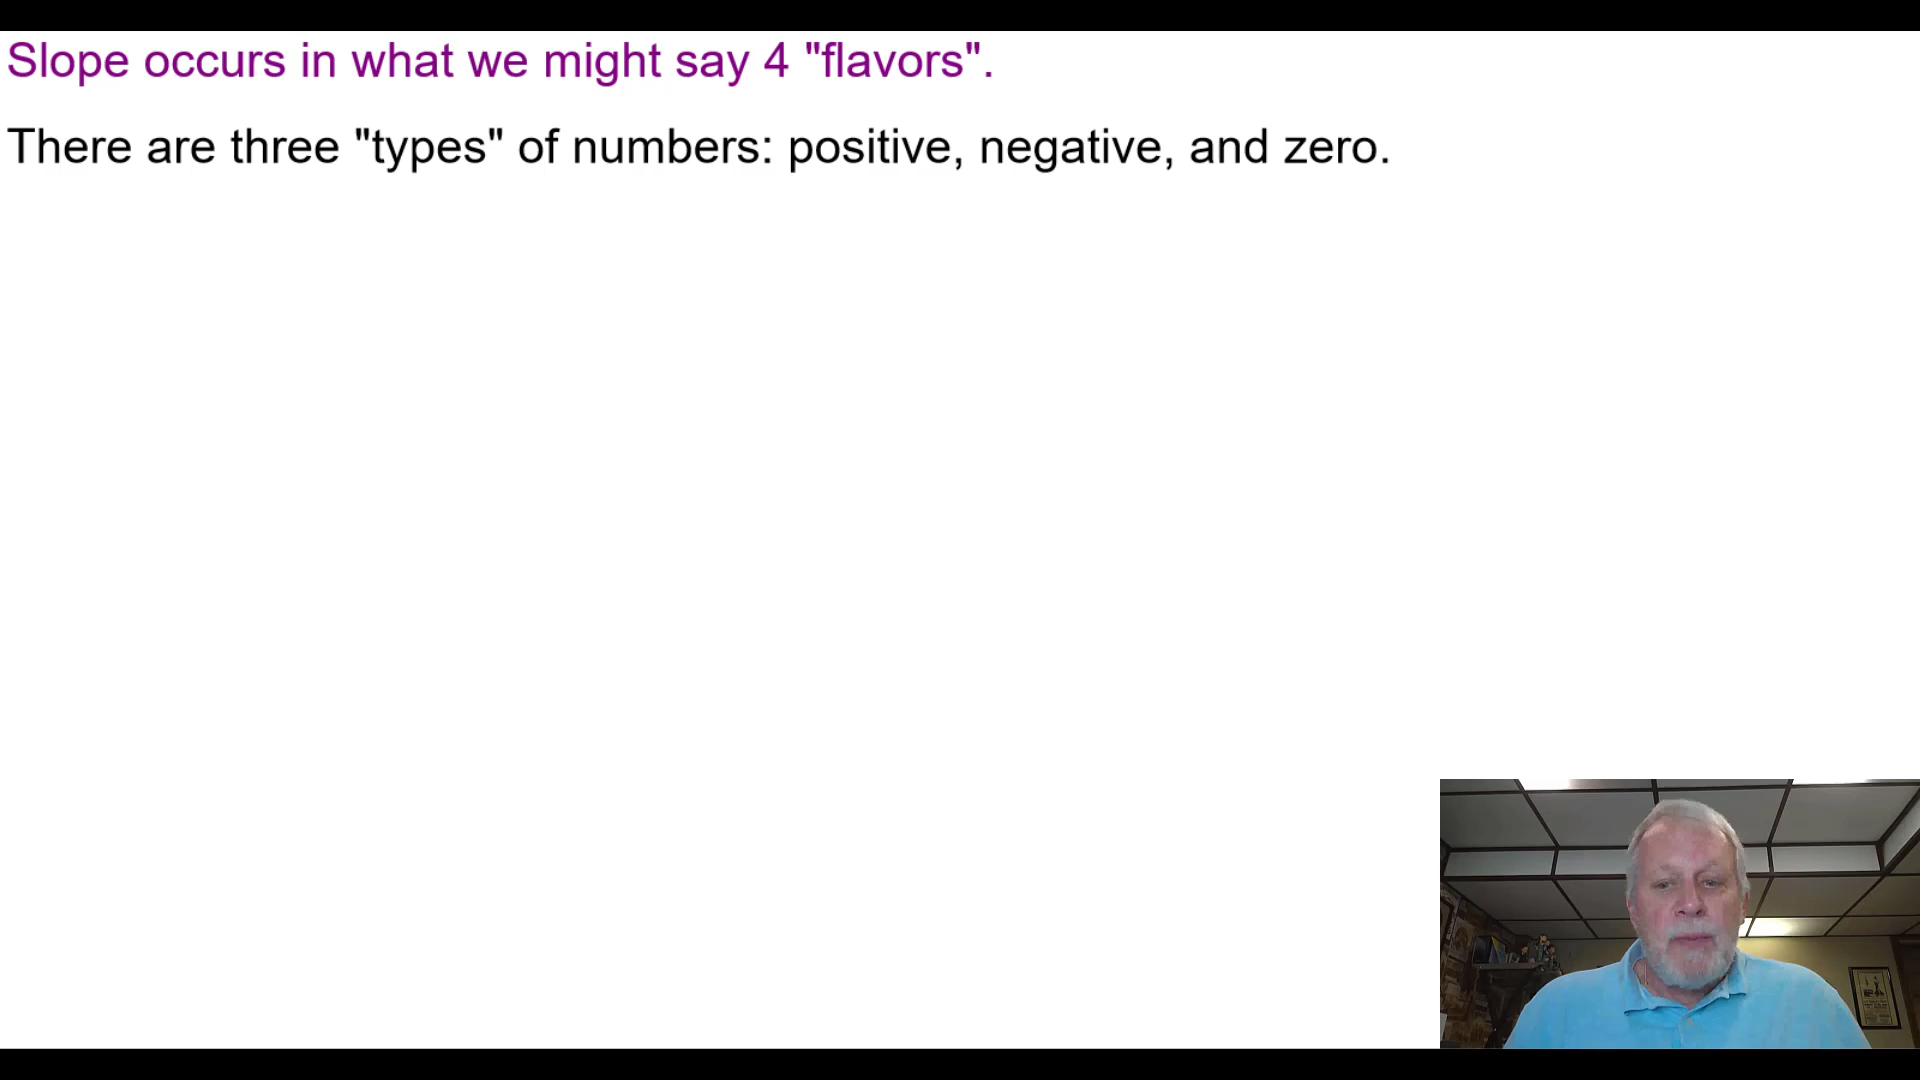 Slope occurs in what we might say 4 "flavors".
There are three "types" of numbers: positive, negative, and zero.